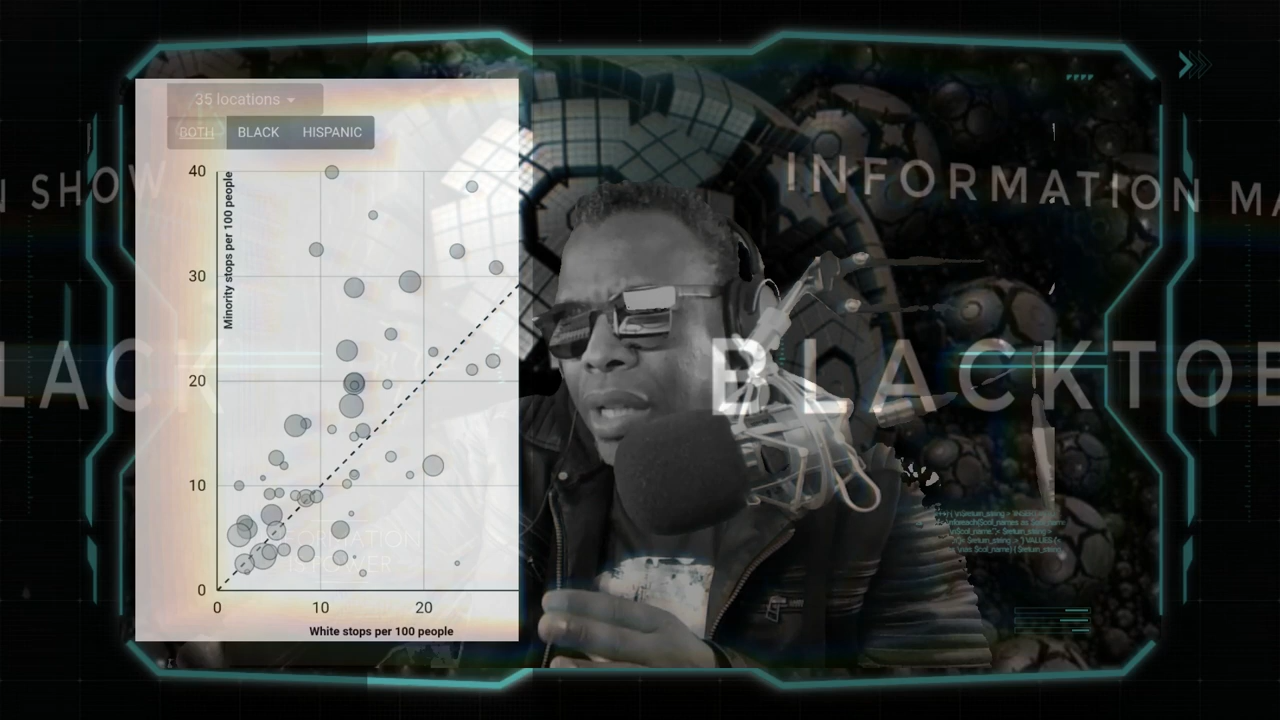 35 locations
BOTH BLACK HISPANIC
40
30
20
10
0
Minority stops per 100 people
0 10 20
White stops per 100 people
N SHOW
INFORMATION MA
LACK
BLACKTOB